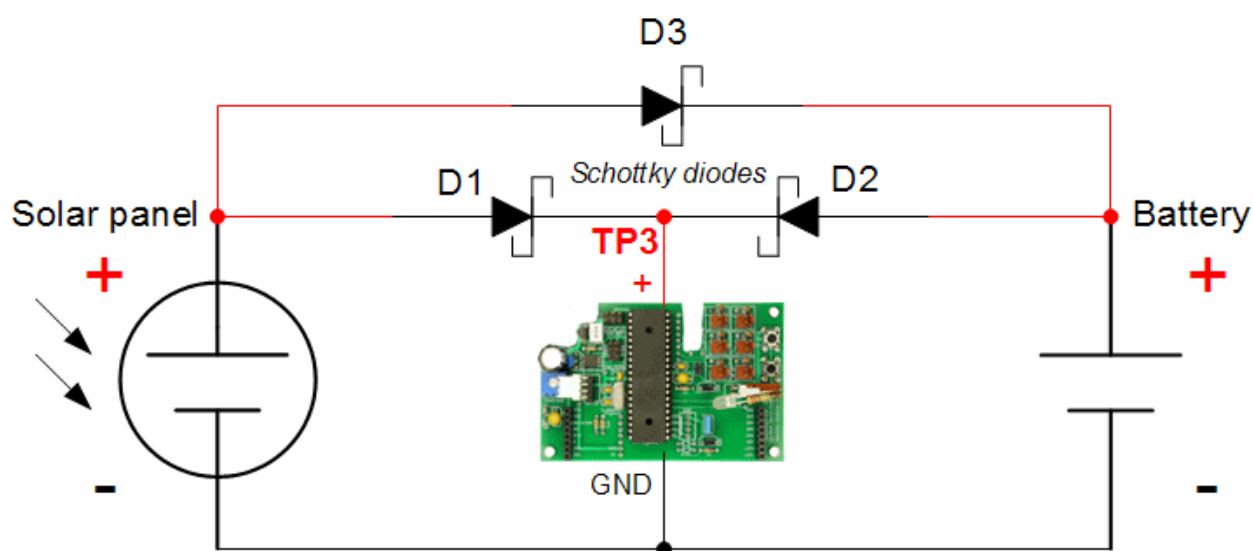 D3
Schottky diodes
D1
D2
Solar panel
Battery
TP3
+
+
+
GND
-
-